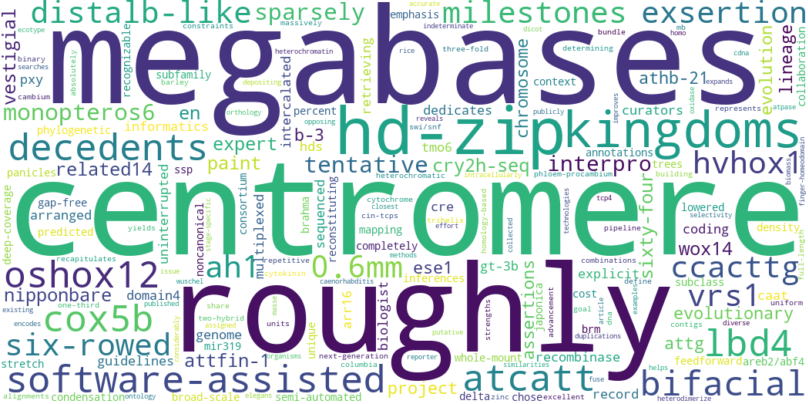 distalb-like sparsely milestones exsertion
emphasis accurate constraints ecotype massively indeterminate bundle mb homo dicot
vestigial megabases lineage
binary searches heterochromatin rice three-fold determining cdna
recognizable intercalated retrieving chromosome evolution collaboration
pxy subfamily barley depositing context athb-21
absolutely orthology percent dedicates expands oxidase atpase
monopteros6 en b-3 hd-zip kingdoms
phylogenetic opposing swi/snf reveals publicly improves represents curators
decedents informatics expert hds tmo6 annotations
panicles related14 ssp paint tentative cry2h-seq interpro trees hvhox1
heterochromatic phloem-procambium building biomass finger-homeodomain
centromere
deep-coverage gap-free arranged predicted uninterrupted consortium multiplexed sequenced reconstituting
cytochrome closest cin-tcps brahma mapping cre intracellularly homology-based trihelix tcp4
pipeline technologies sixty-four lowered selectivity density full-length
recapitulates yields noncanonical repetitive completely effort collected coding
oshox12 ah1 0.6mm ese1 gt-3b assertions explicit wox14 ccacttg
issue published wuschel cytokinin caenorhabditis methods inferences japonica define combinations subclass
nipponbare domain4 roughly vrs1
existing one-third share two-hybrid units maize unique arr16 biologist strengths article goal cost brm caat uniform diverse
cox5b encodes considerably assigned genome mir319 putative reporter dna examples evolutionary contigs
six-rowed attfin-1 advancement recombinase attg lbd4
stretch guidelines organisms next-generation similarities whole-mount duplications feedforward areb2/abf4
software-assisted columbia project atcatt fuse helps bifacial
cambium alignments condensation ontology broad-scale elegans semi-automated delta zinc chose excellent record heterodimerize